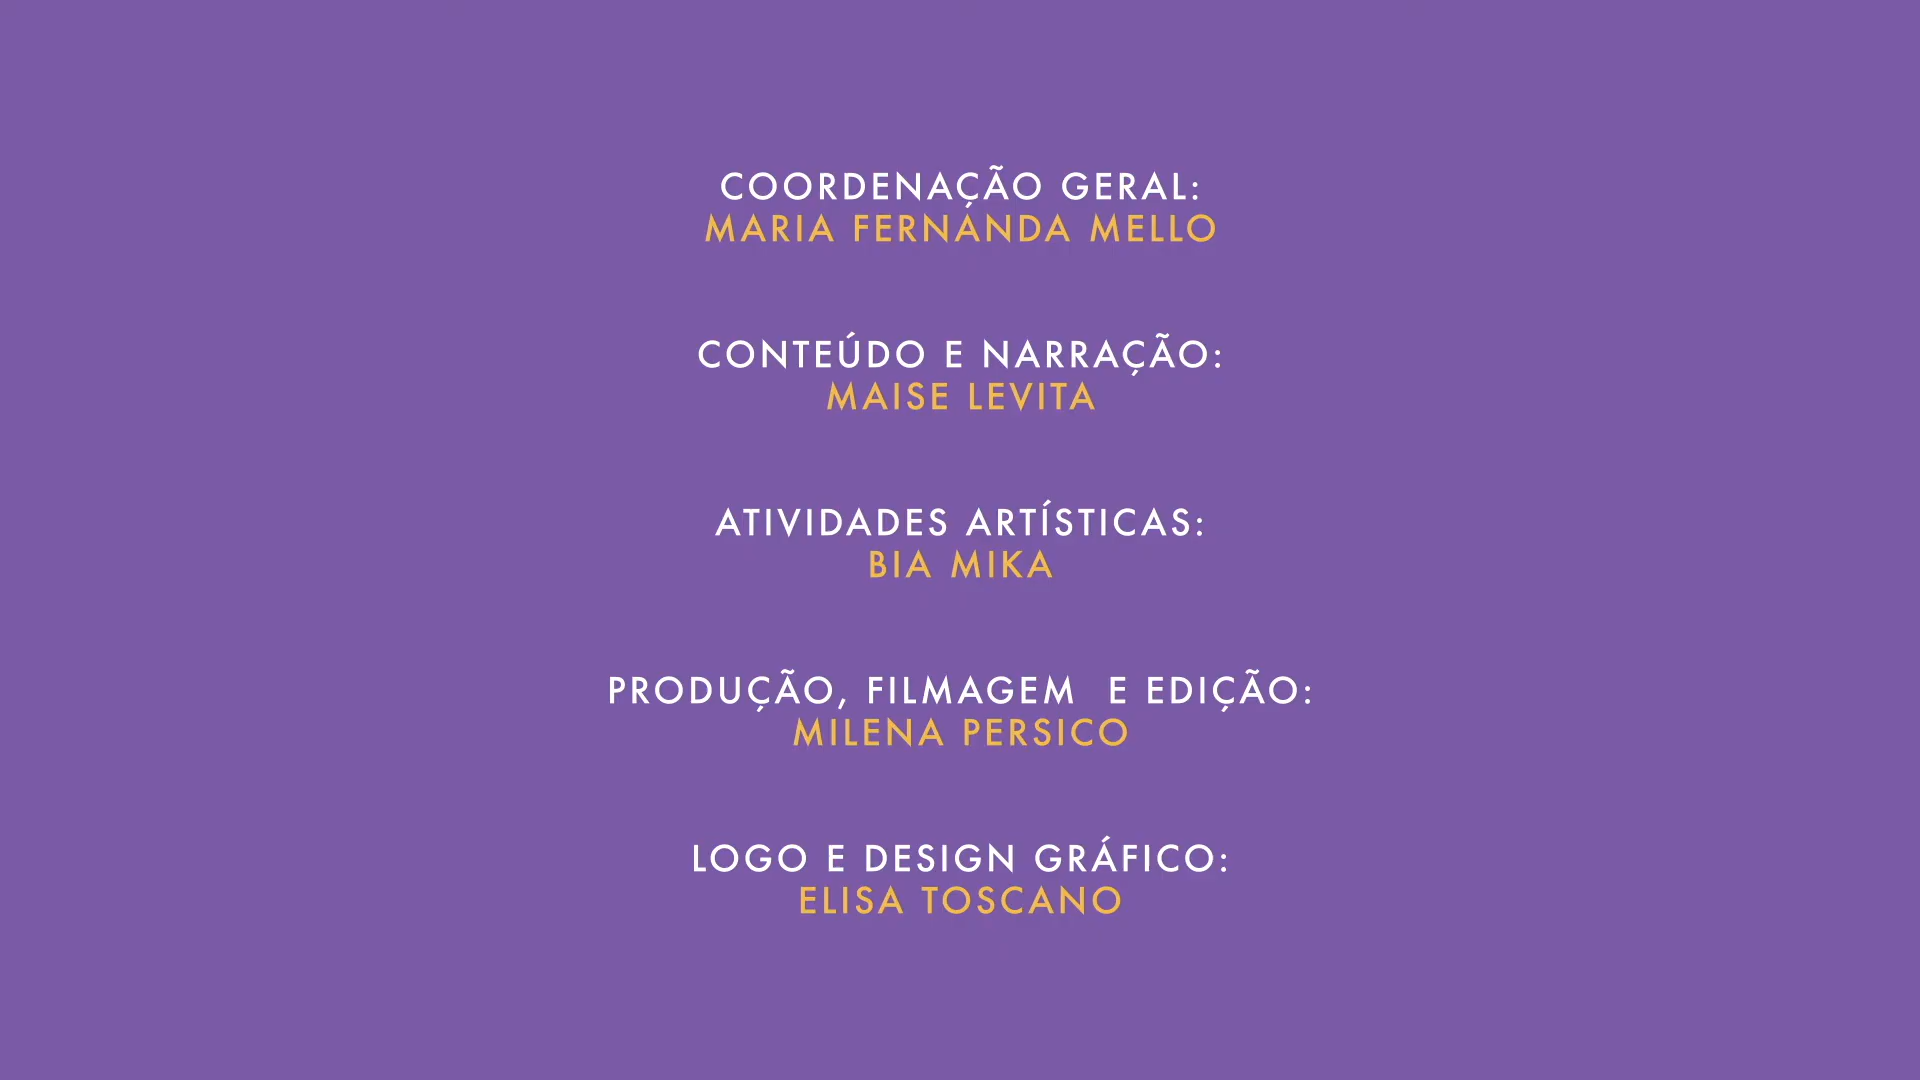 COORDENAÇÃO GERAL:
MARIA FERNANDA MELLO
CONTEÚDO E NARRAÇÃO:
MAISE LEVITA
ATIVIDADES ARTÍSTICAS:
BIA MIKA
PRODUÇÃO, FILMAGEM  E EDIÇÃO:
MILENA PERSICO
LOGO E DESIGN GRÁFICO:
ELISA TOSCANO